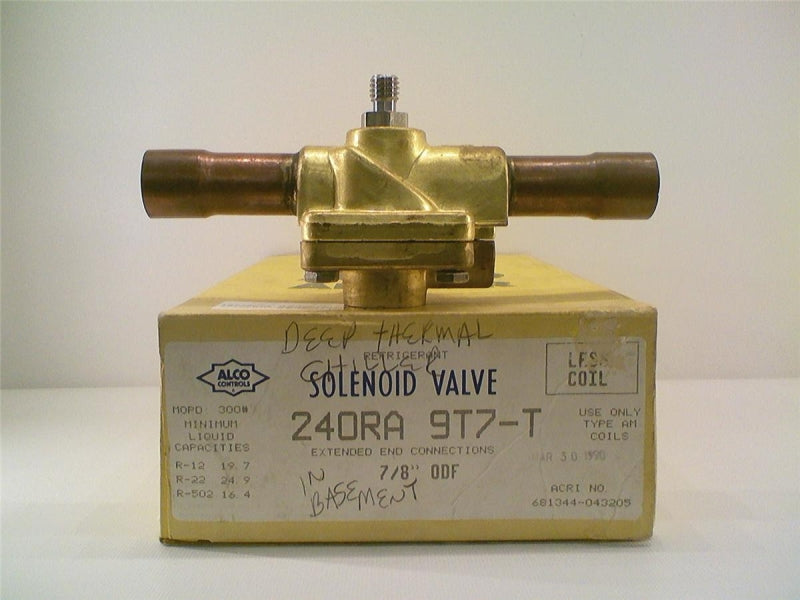 DEEP THERMAL
CHILLER
REFRIGERANT
ALCO
CONTROLS
SOLENOID VALVE
LESS
COIL
MOPD 300#
MINIMUM
LIQUID
CAPACITIES
R-12 19.7
R-22 24.9
R-502 16.4
240RA 9T7-T
EXTENDED END CONNECTIONS
7/8" ODF
IN
BASEMENT
USE ONLY
TYPE AM
COILS
MAR 30 1990
ACRI NO.
681344-043205